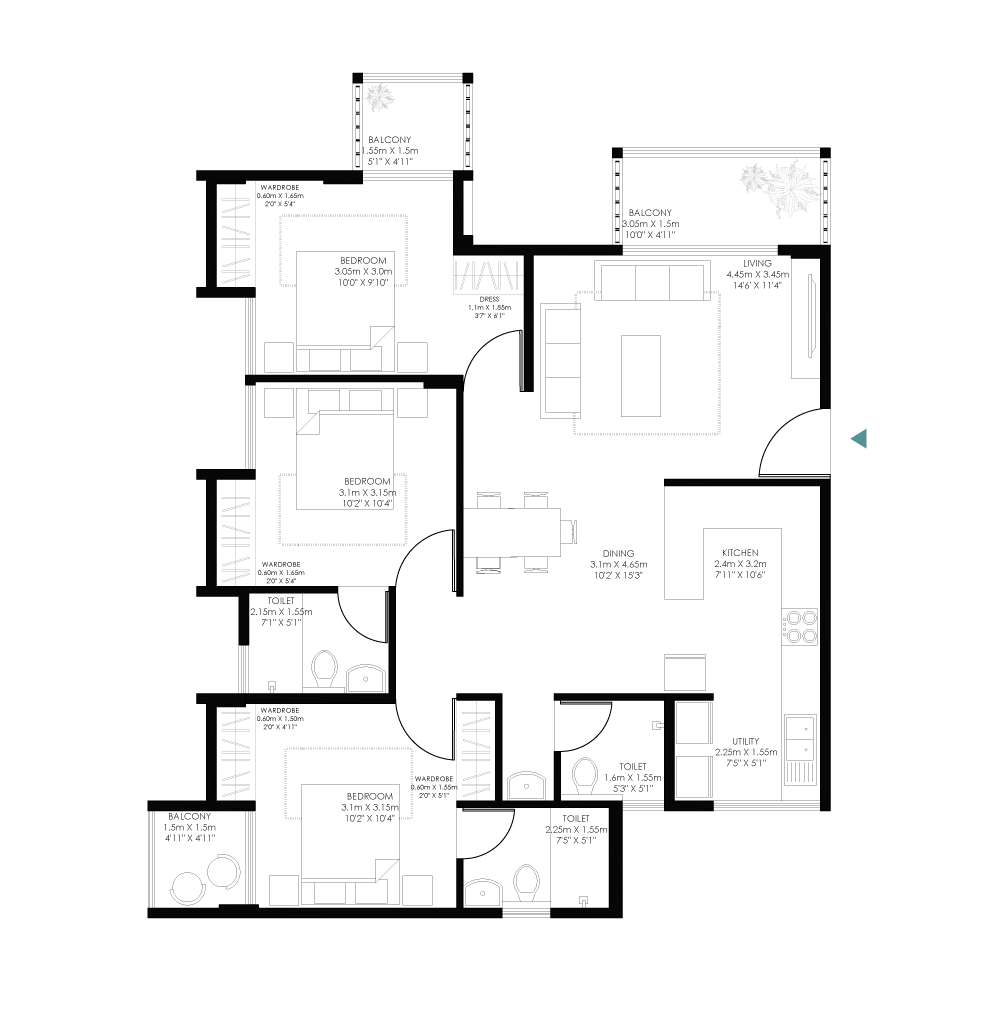 BALCONY
1.55m X 1.5m
5'1" X 4'11"
WARDROBE
0.60m X 1.65m
2'0" X 5'4"
BALCONY
3.05m X 1.5m
10'0" X 4'11"
BEDROOM
3.05m X 3.0m
10'0" X 9'10"
LIVING
4.45m X 3.45m
14'6' X 11'4"
DRESS
1.1m X 1.85m
3'7" X 6'1"
BEDROOM
3.1m X 3.15m
10'2" X 10'4"
WARDROBE
0.60m X 1.65m
2'0" X 5'4"
DINING
3.1m X 4.65m
10'2' X 15'3"
KITCHEN
2.4m X 3.2m
7'11" X 10'6"
TOILET
2.15m X 1.55m
7'1" X 5'1"
WARDROBE
0.60m X 1.50m
2'0" X 4'11"
UTILITY
2.25m X 1.55m
7'5" X 5'1"
TOILET
1.6m X 1.55m
5'3" X 5'1"
WARDROBE
0.60m X 1.55m
2'0" X 5'1"
BEDROOM
3.1m X 3.15m
10'2" X 10'4"
BALCONY
1.5m X 1.5m
4'11" X 4'11"
TOILET
2.25m X 1.55m
7'5" X 5'1"